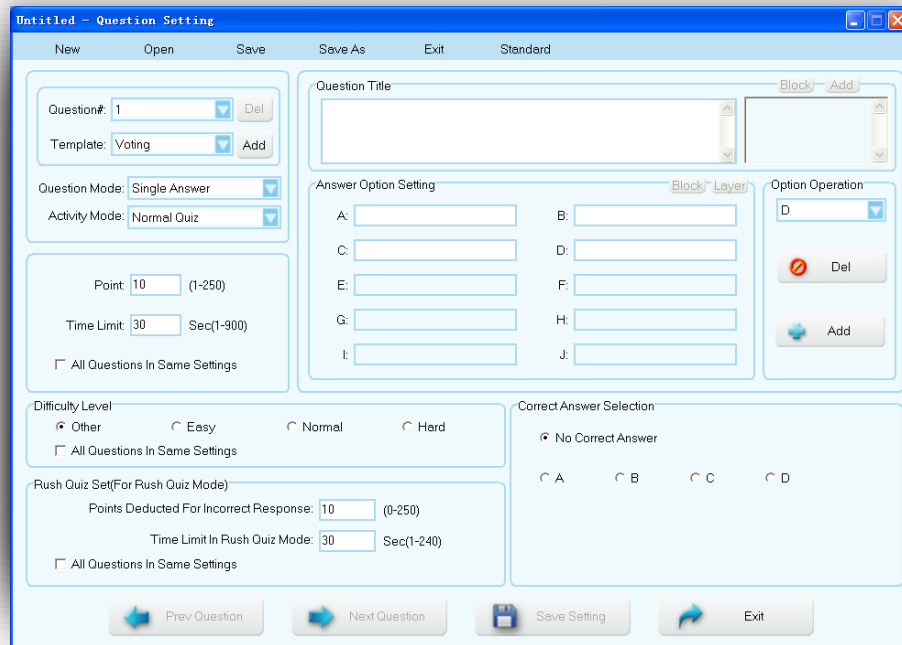 Untitled - Question Setting
New Open Save Save As Exit Standard
Question#: 1 Del
Template: Voting Add
Question Mode: Single Answer
Activity Mode: Normal Quiz
Point: 10 (1-250)
Time Limit: 30 Sec(1-900)
All Questions In Same Settings
Question Title Block Add
Answer Option Setting Block Layer
A: B:
C: D:
E: F:
G: H:
I: J:
Option Operation
D
Del
Add
Difficulty Level
Other Easy Normal Hard
All Questions In Same Settings
Rush Quiz Set(For Rush Quiz Mode)
Points Deducted For Incorrect Response: 10 (0-250)
Time Limit In Rush Quiz Mode: 30 Sec(1-240)
All Questions In Same Settings
Correct Answer Selection
No Correct Answer
A B C D
Prev Question Next Question Save Setting Exit